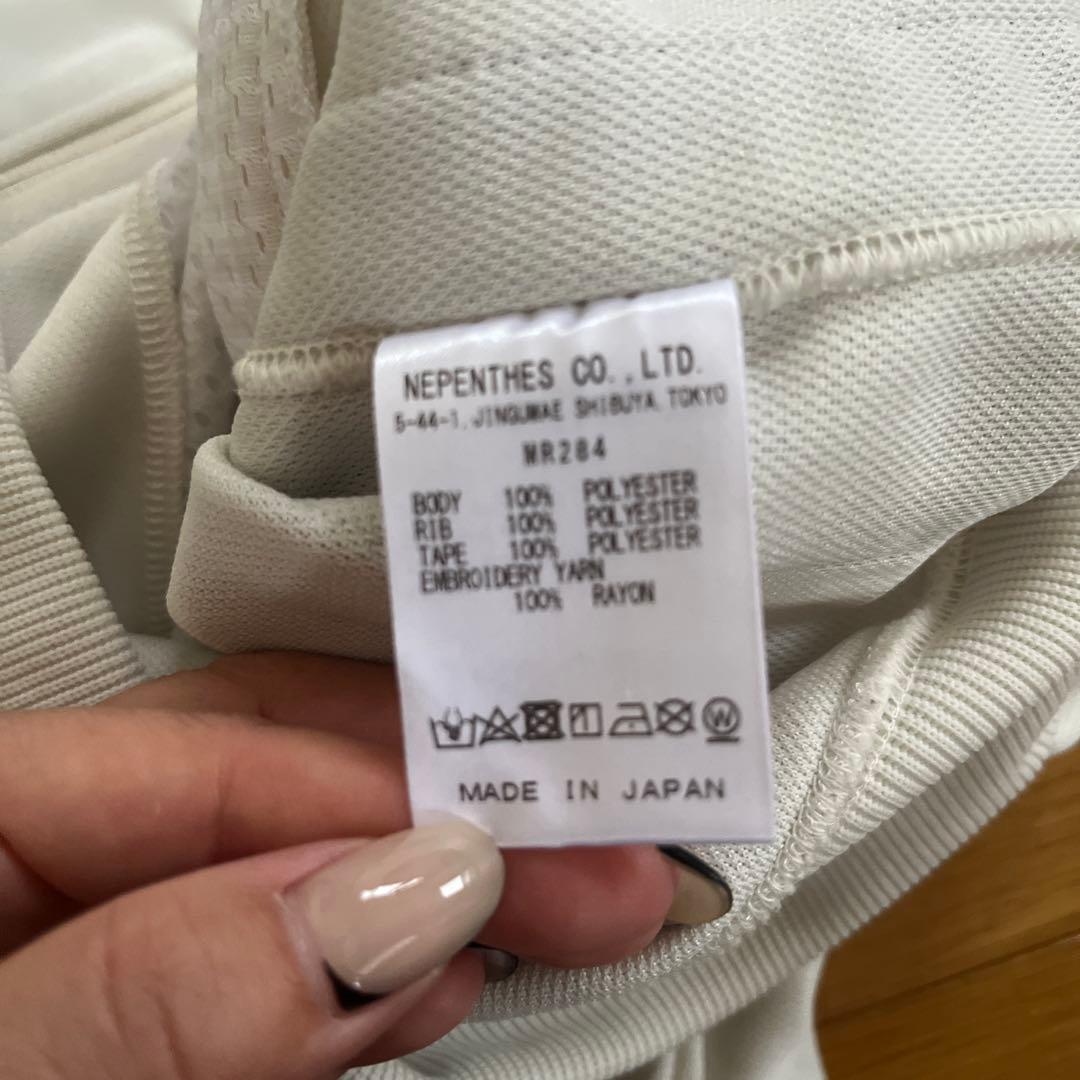 NEPENTHES CO.,LTD.
5-44-1, JINGUMAE SHIBUYA, TOKYO
MR284
BODY 100% POLYESTER
RIB 100% POLYESTER
TAPE 100% POLYESTER
EMBROIDERY YARN
100% RAYON
W
MADE IN JAPAN